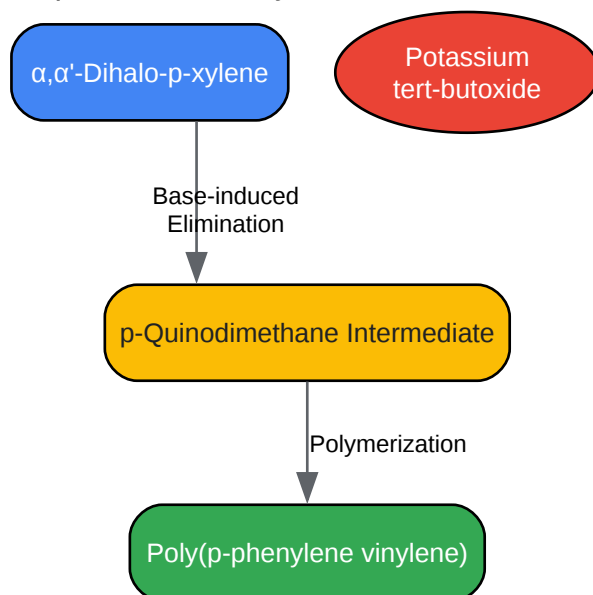 α,α'-Dihalo-p-xylene
Potassium
tert-butoxide
Base-induced
Elimination
p-Quinodimethane Intermediate
Polymerization
Poly(p-phenylene vinylene)